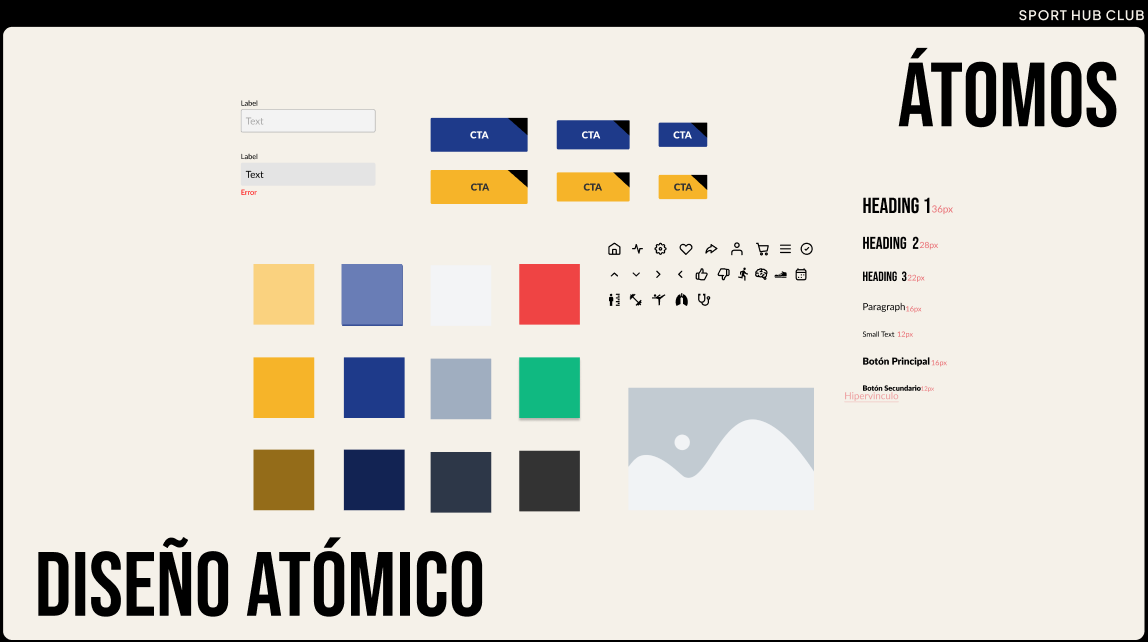 SPORT HUB CLUB
ÁTOMOS
Label
Text
Label
Text
Error
CTA
CTA
CTA
CTA
CTA
CTA
HEADING 1 36px
HEADING 2 28px
HEADING 3 22px
Paragraph 16px
Small Text 12px
Botón Principal 16px
Botón Secundario 12px
Hipervínculo
DISEÑO ATÓMICO